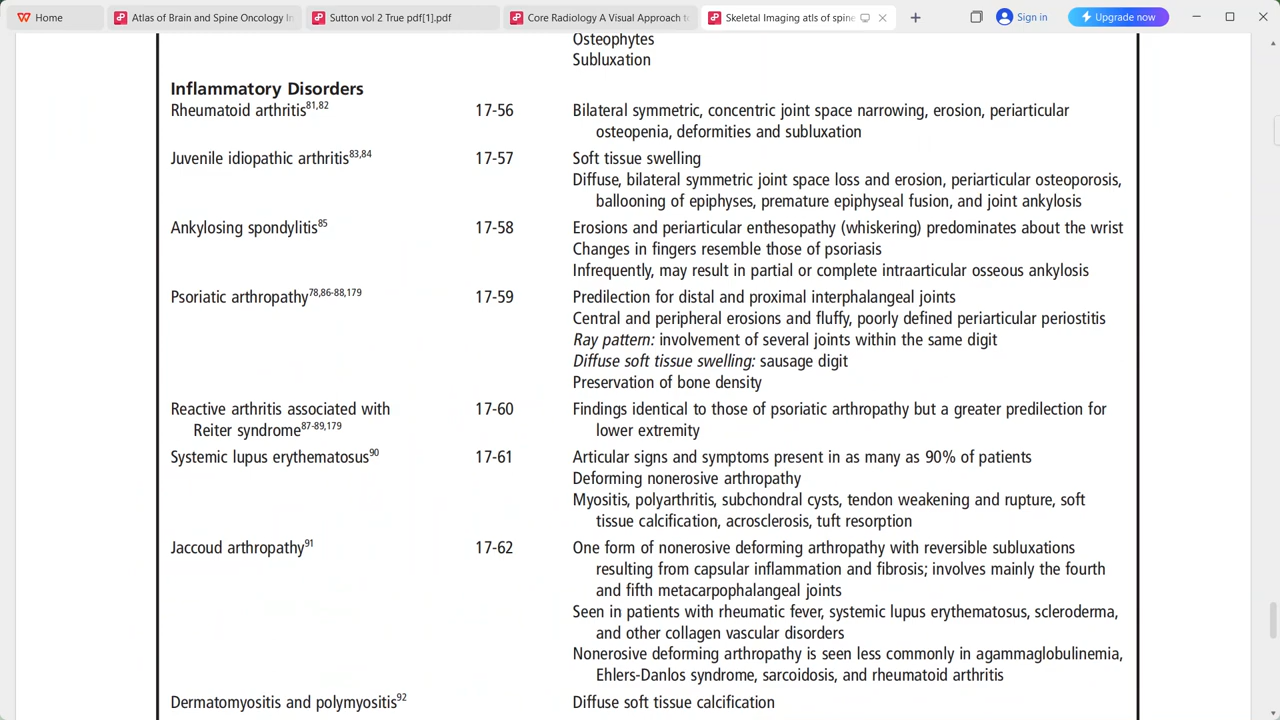 Home
Atlas of Brain and Spine Oncology I
Sutton vol 2 True pdf[1].pdf
Core Radiology A Visual Approach t
Skeletal Imaging atls of spine
Sign in
Upgrade now
Osteophytes
Subluxation
Inflammatory Disorders
Rheumatoid arthritis81,82 17-56 Bilateral symmetric, concentric joint space narrowing, erosion, periarticular
osteopenia, deformities and subluxation
Juvenile idiopathic arthritis83,84 17-57 Soft tissue swelling
Diffuse, bilateral symmetric joint space loss and erosion, periarticular osteoporosis,
ballooning of epiphyses, premature epiphyseal fusion, and joint ankylosis
Ankylosing spondylitis85 17-58 Erosions and periarticular enthesopathy (whiskering) predominates about the wrist
Changes in fingers resemble those of psoriasis
Infrequently, may result in partial or complete intraarticular osseous ankylosis
Psoriatic arthropathy78,86-88,179 17-59 Predilection for distal and proximal interphalangeal joints
Central and peripheral erosions and fluffy, poorly defined periarticular periostitis
Ray pattern: involvement of several joints within the same digit
Diffuse soft tissue swelling: sausage digit
Preservation of bone density
Reactive arthritis associated with 17-60 Findings identical to those of psoriatic arthropathy but a greater predilection for
Reiter syndrome87-89,179 lower extremity
Systemic lupus erythematosus90 17-61 Articular signs and symptoms present in as many as 90% of patients
Deforming nonerosive arthropathy
Myositis, polyarthritis, subchondral cysts, tendon weakening and rupture, soft
tissue calcification, acrosclerosis, tuft resorption
Jaccoud arthropathy91 17-62 One form of nonerosive deforming arthropathy with reversible subluxations
resulting from capsular inflammation and fibrosis; involves mainly the fourth
and fifth metacarpophalangeal joints
Seen in patients with rheumatic fever, systemic lupus erythematosus, scleroderma,
and other collagen vascular disorders
Nonerosive deforming arthropathy is seen less commonly in agammaglobulinemia,
Ehlers-Danlos syndrome, sarcoidosis, and rheumatoid arthritis
Dermatomyositis and polymyositis92 Diffuse soft tissue calcification